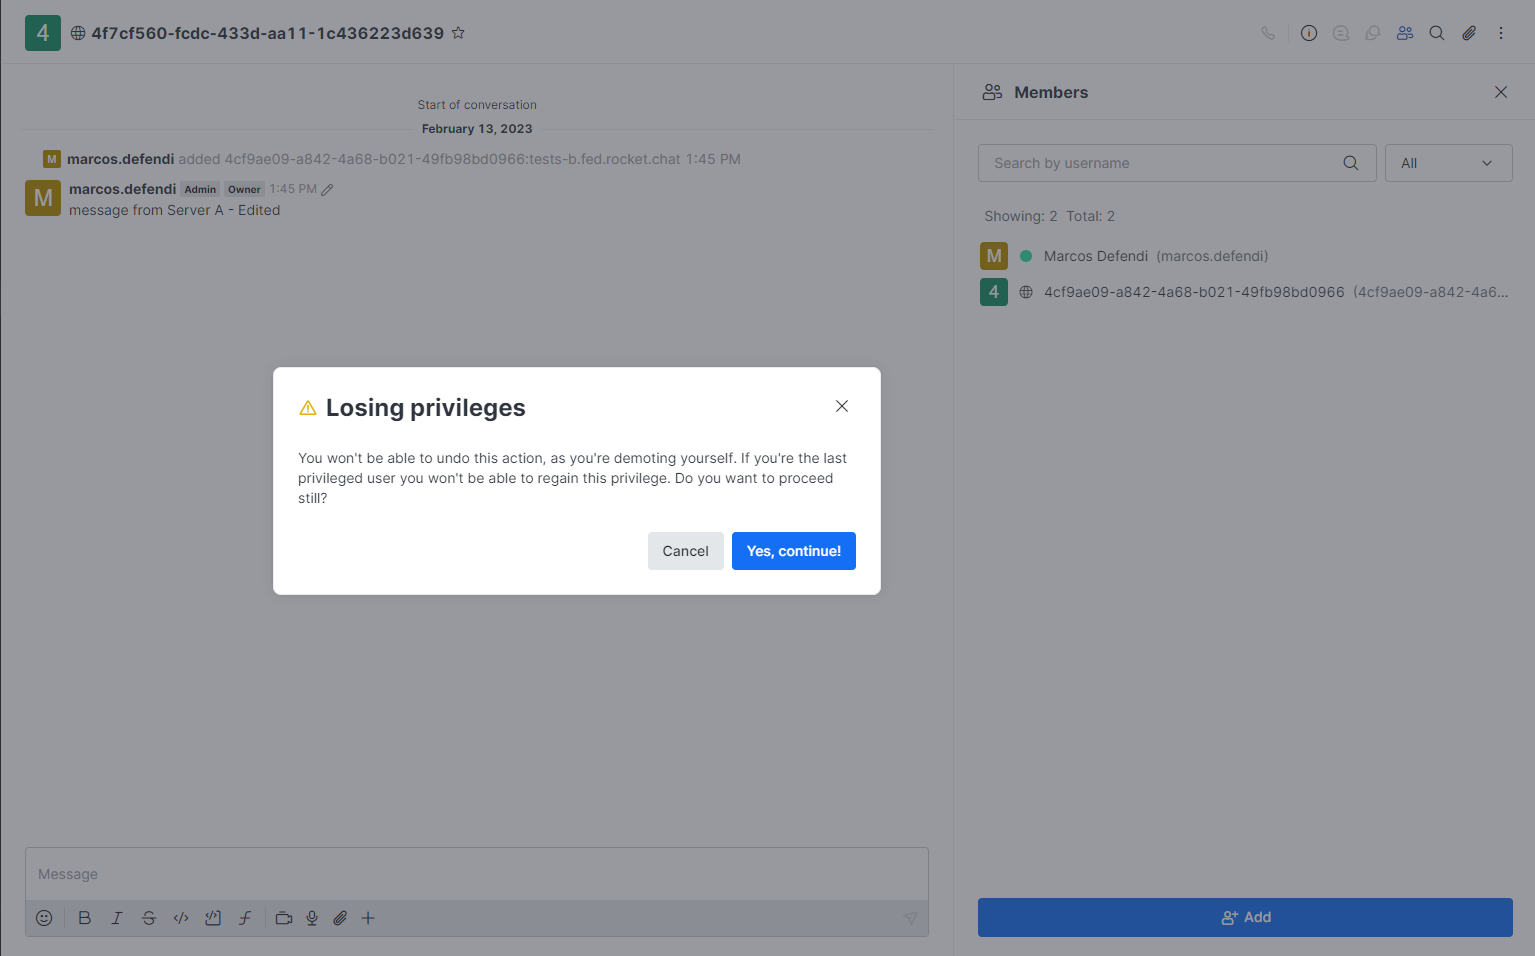 4 4f7cf560-fcdc-433d-aa11-1c436223d639
Start of conversation
February 13, 2023
M marcos.defendi added 4cf9ae09-a842-4a68-b021-49fb98bd0966:tests-b.fed.rocket.chat 1:45 PM
M marcos.defendi Admin Owner 1:45 PM
message from Server A - Edited
Members
Search by username
All
Showing: 2 Total: 2
M Marcos Defendi (marcos.defendi)
4 4cf9ae09-a842-4a68-b021-49fb98bd0966 (4cf9ae09-a842-4a6...
Losing privileges
You won't be able to undo this action, as you're demoting yourself. If you're the last
privileged user you won't be able to regain this privilege. Do you want to proceed
still?
Cancel
Yes, continue!
Message
Add